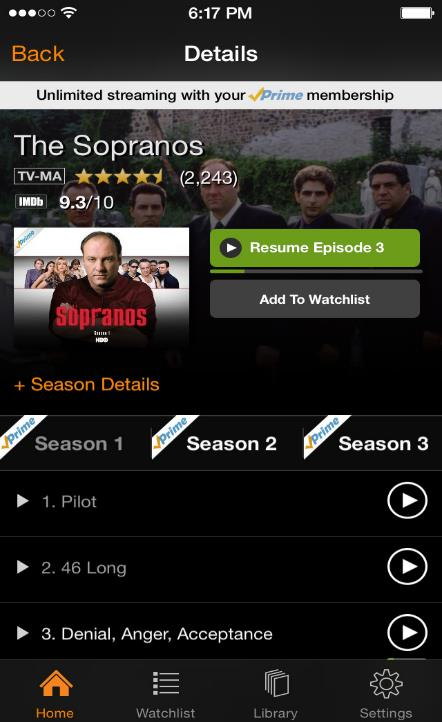 6:17 PM
Back
Details
Unlimited streaming with your Prime membership
The Sopranos
TV-MA (2,243)
IMDb 9.3/10
Prime
Sopranos
Season 1
HBO
Resume Episode 3
Add To Watchlist
+ Season Details
Prime Season 1
Prime Season 2
Prime Season 3
1. Pilot
2. 46 Long
3. Denial, Anger, Acceptance
Home
Watchlist
Library
Settings